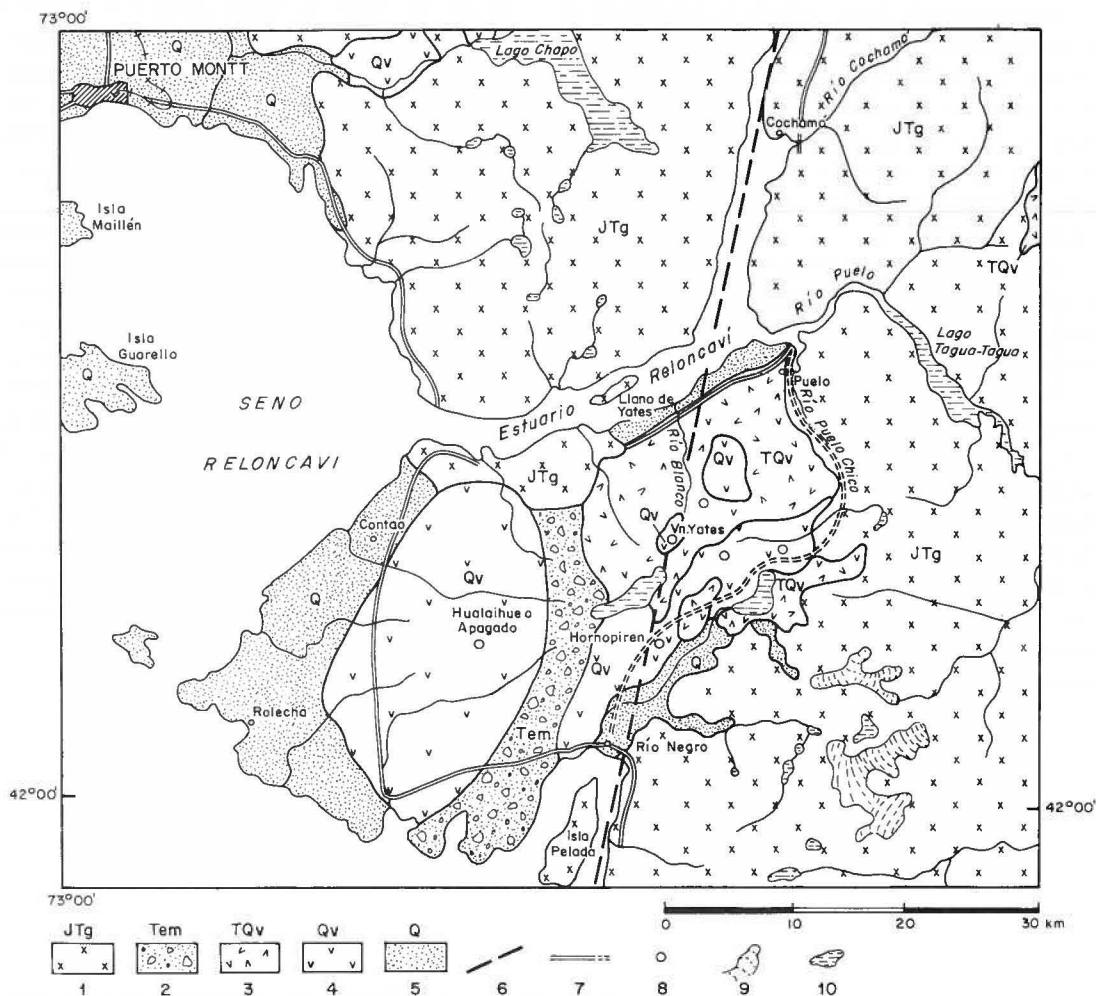 73°00'
Q
PUERTO MONTT
Q
Qv
Lago Chapo
Río Cochamó
Cochamó
JTg
Isla
Maillén
JTg
TQv
Río Puelo
Lago
Tagua-Tagua
Isla
Guarello
Q
SENO
RELONCAVI
Estuario Reloncaví
Llano de
Yates
Puelo
Río Puelo Chico
Río Blanco
Qv
TQv
JTg
Contao
Qv
Vn. Yates
JTg
Qv
Hualaihue o
Apagado
TQv
Q
Hornopiren
Qv
Q
Rolecha
Tem
Río Negro
42°00'
42°00'
Isla
Pelada
73°00'
0 10 20 30 km
JTg Tem TQv Qv Q
1 2 3 4 5 6 7 8 9 10